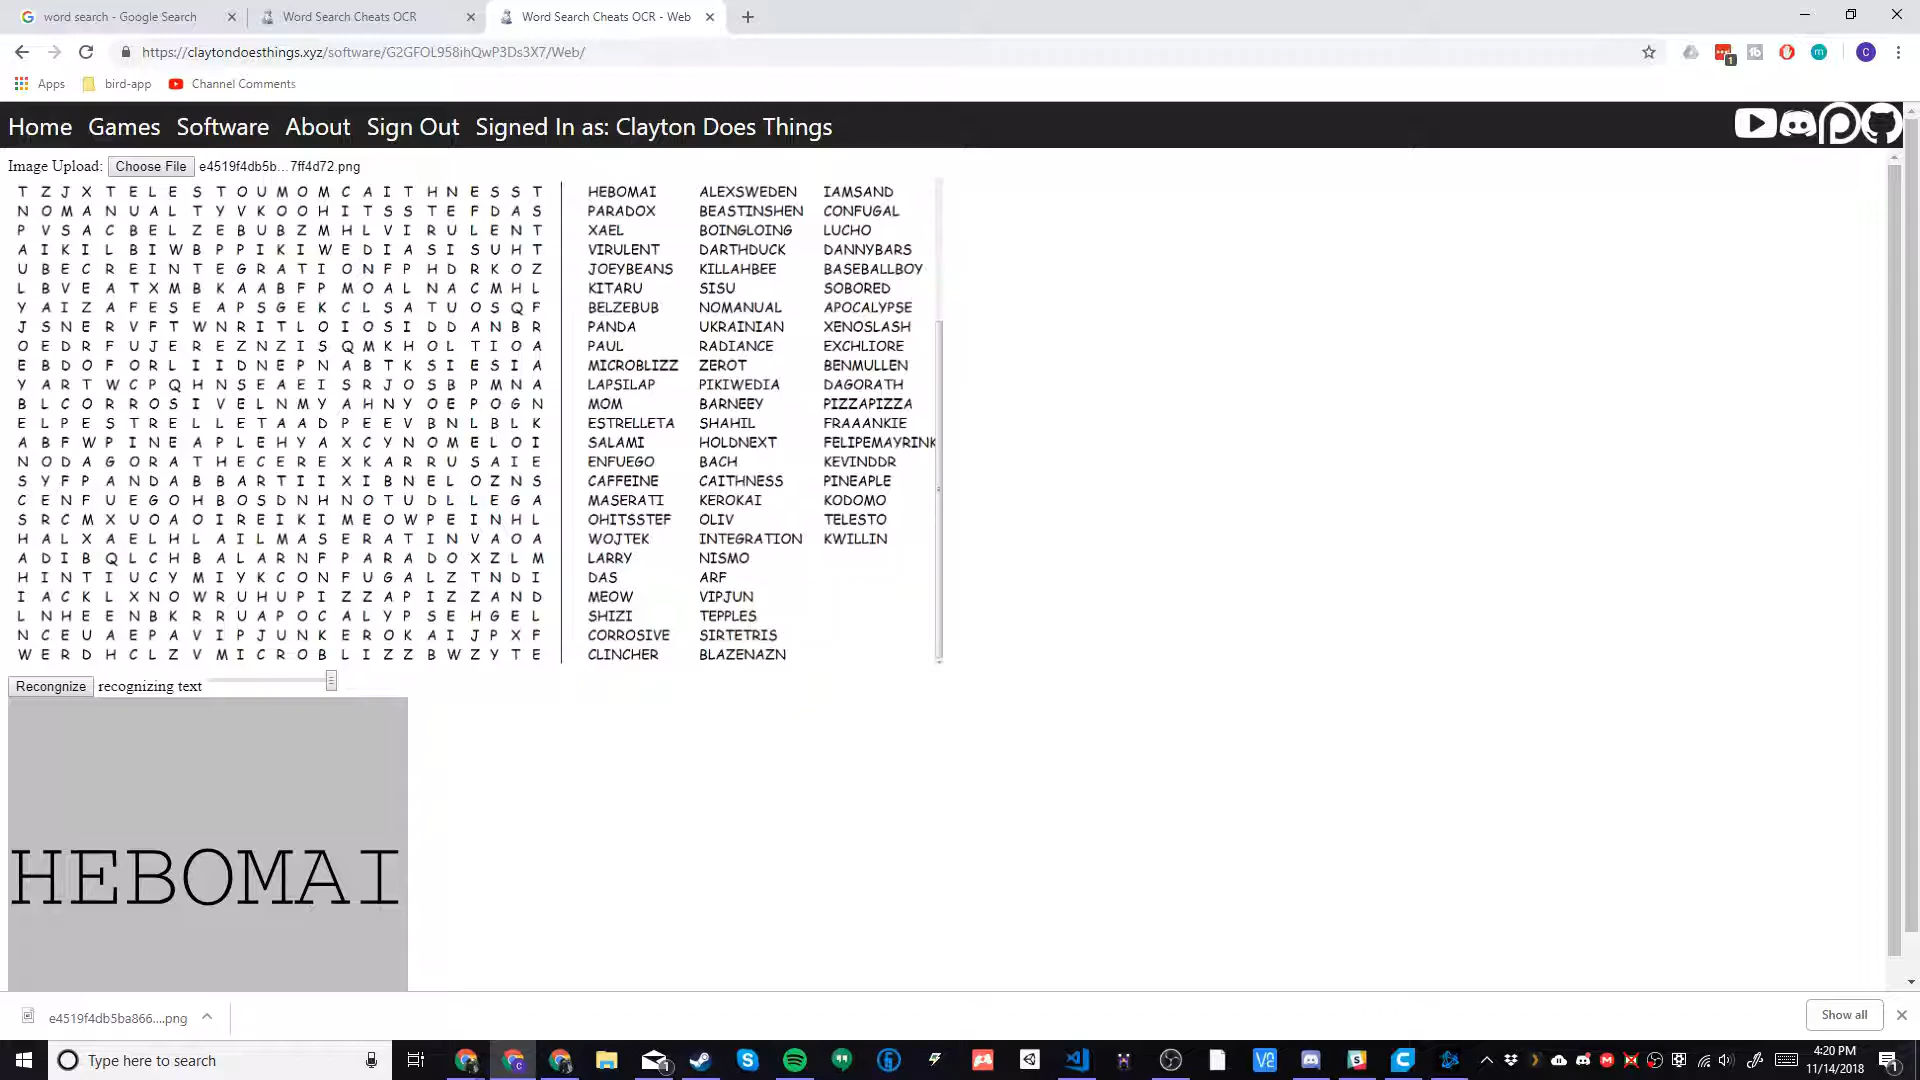 word search - Google Search
Word Search Cheats OCR
Word Search Cheats OCR - Web
https://claytondoesthings.xyz/software/G2GFOL958ihQwP3Ds3X7/Web/
Apps bird-app Channel Comments
Home Games Software About Sign Out Signed In as: Clayton Does Things
Image Upload: Choose File e4519f4db5b...7ff4d72.png
T Z J X T E L E S T O U M O M C A I T H N E S S T HEBOMAI ALEXSWEDEN IAMSAND
N O M A N U A L T Y V K O O H I T S S T E F D A S PARADOX BEASTINSHEN CONFUGAL
P V S A C B E L Z E B U B Z M H L V I R U L E N T XAEL BOINGLOING LUCHO
A I K I L B I W B P P I K I W E D I A S I S U H T VIRULENT DARTHDUCK DANNYBARS
U B E C R E I N T E G R A T I O N F P H D R K O Z JOEYBEANS KILLAHBEE BASEBALLBOY
L B V E A T X M B K A A B F P M O A L N A C M H L KITARU SISU SOBORED
Y A I Z A F E S E A P S G E K C L S A T U O S Q F BELZEBUB NOMANUAL APOCALYPSE
J S N E R V F T W N R I T L O I O S I D D A N B R PANDA UKRAINIAN XENOSLASH
O E D R F U J E R E Z N Z I S Q M K H O L T I O A PAUL RADIANCE EXCHLIORE
E B D O F O R L I I D N E P N A B T K S I E S I A MICROBLIZZ ZEROT BENMULLEN
Y A R T W C P Q H N S E A E I S R J O S B P M N A LAPSILAP PIKIWEDIA DAGORATH
B L C O R R O S I V E L N M Y A H N Y O E P O G N MOM BARNEEY PIZZAPIZZA
E L P E S T R E L L E T A A D P E E V B N L B L K ESTRELLETA SHAHIL FRAAANKIE
A B F W P I N E A P L E H Y A X C Y N O M E L O I SALAMI HOLDNEXT FELIPEMAYRINK
N O D A G O R A T H E C E R E X K A R R U S A I E ENFUEGO BACH KEVINDDR
S Y F P A N D A B B A R T I I X I B N E L O Z N S CAFFEINE CAITHNESS PINEAPLE
C E N F U E G O H B O S D N H N O T U D L L E G A MASERATI KEROKAI KODOMO
S R C M X U O A O I R E I K I M E O W P E I N H L OHITSSTEF OLIV TELESTO
H A L X A E L H L A I L M A S E R A T I N V A O A WOJTEK INTEGRATION KWILLIN
A D I B Q L C H B A L A R N F P A R A D O X Z L M LARRY NISMO
H I N T I U C Y M I Y K C O N F U G A L Z T N D I DAS ARF
I A C K L X N O W R U H U P I Z Z A P I Z Z A N D MEOW VIPJUN
L N H E E N B K R R U A P O C A L Y P S E H G E L SHIZI TEPPLES
N C E U A E P A V I P J U N K E R O K A I J P X F CORROSIVE SIRTETRIS
W E R D H C L Z V M I C R O B L I Z Z B W Z Y T E CLINCHER BLAZENAZN
Recongnize recognizing text
HEBOMAI
e4519f4db5ba866....png
Show all
Type here to search
4:20 PM
11/14/2018